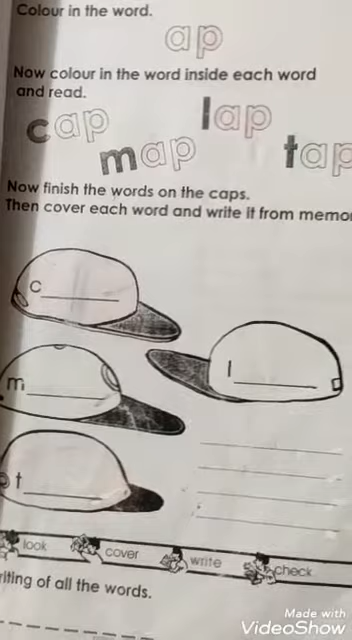 Colour in the word.
ap
Now colour in the word inside each word
and read.
cap
lap
map
tap
Now finish the words on the caps.
Then cover each word and write it from
c
l
m
t
look
cover
write
check
of all the words.
Made with
VideoShow